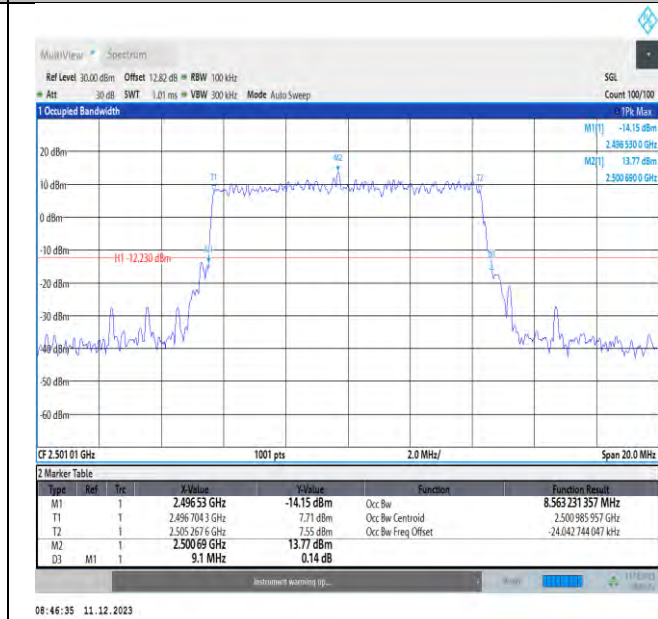 MultiView Spectrum
Ref Level 30.00 dBm Offset 12.82 dB RBW 100 kHz SGL
Att 30 dB SWT 1.01 ms VBW 300 kHz Mode Auto Sweep Count 100/100
1 Occupied Bandwidth 1Pk Max
M1[1] -14.15 dBm
2.496 530 0 GHz
M2[1] 13.77 dBm
2.500 690 0 GHz
20 dBm
M2
T1 T2
10 dBm
0 dBm
-10 dBm
H1 -12.230 dBm
-20 dBm
-30 dBm
-40 dBm
-50 dBm
-60 dBm
CF 2.501 01 GHz 1001 pts 2.0 MHz/ Span 20.0 MHz
2 Marker Table
Type Ref Trc X-Value Y-Value Function Function Result
M1 1 2.496 53 GHz -14.15 dBm Occ Bw 8.563 231 357 MHz
T1 1 2.496 704 3 GHz 7.71 dBm Occ Bw Centroid 2.500 985 957 GHz
T2 1 2.505 267 6 GHz 7.55 dBm Occ Bw Freq Offset -24.042 744 047 kHz
M2 1 2.500 69 GHz 13.77 dBm
D3 M1 1 9.1 MHz 0.14 dB
Instrument warming up...
08:46:35 11.12.2023